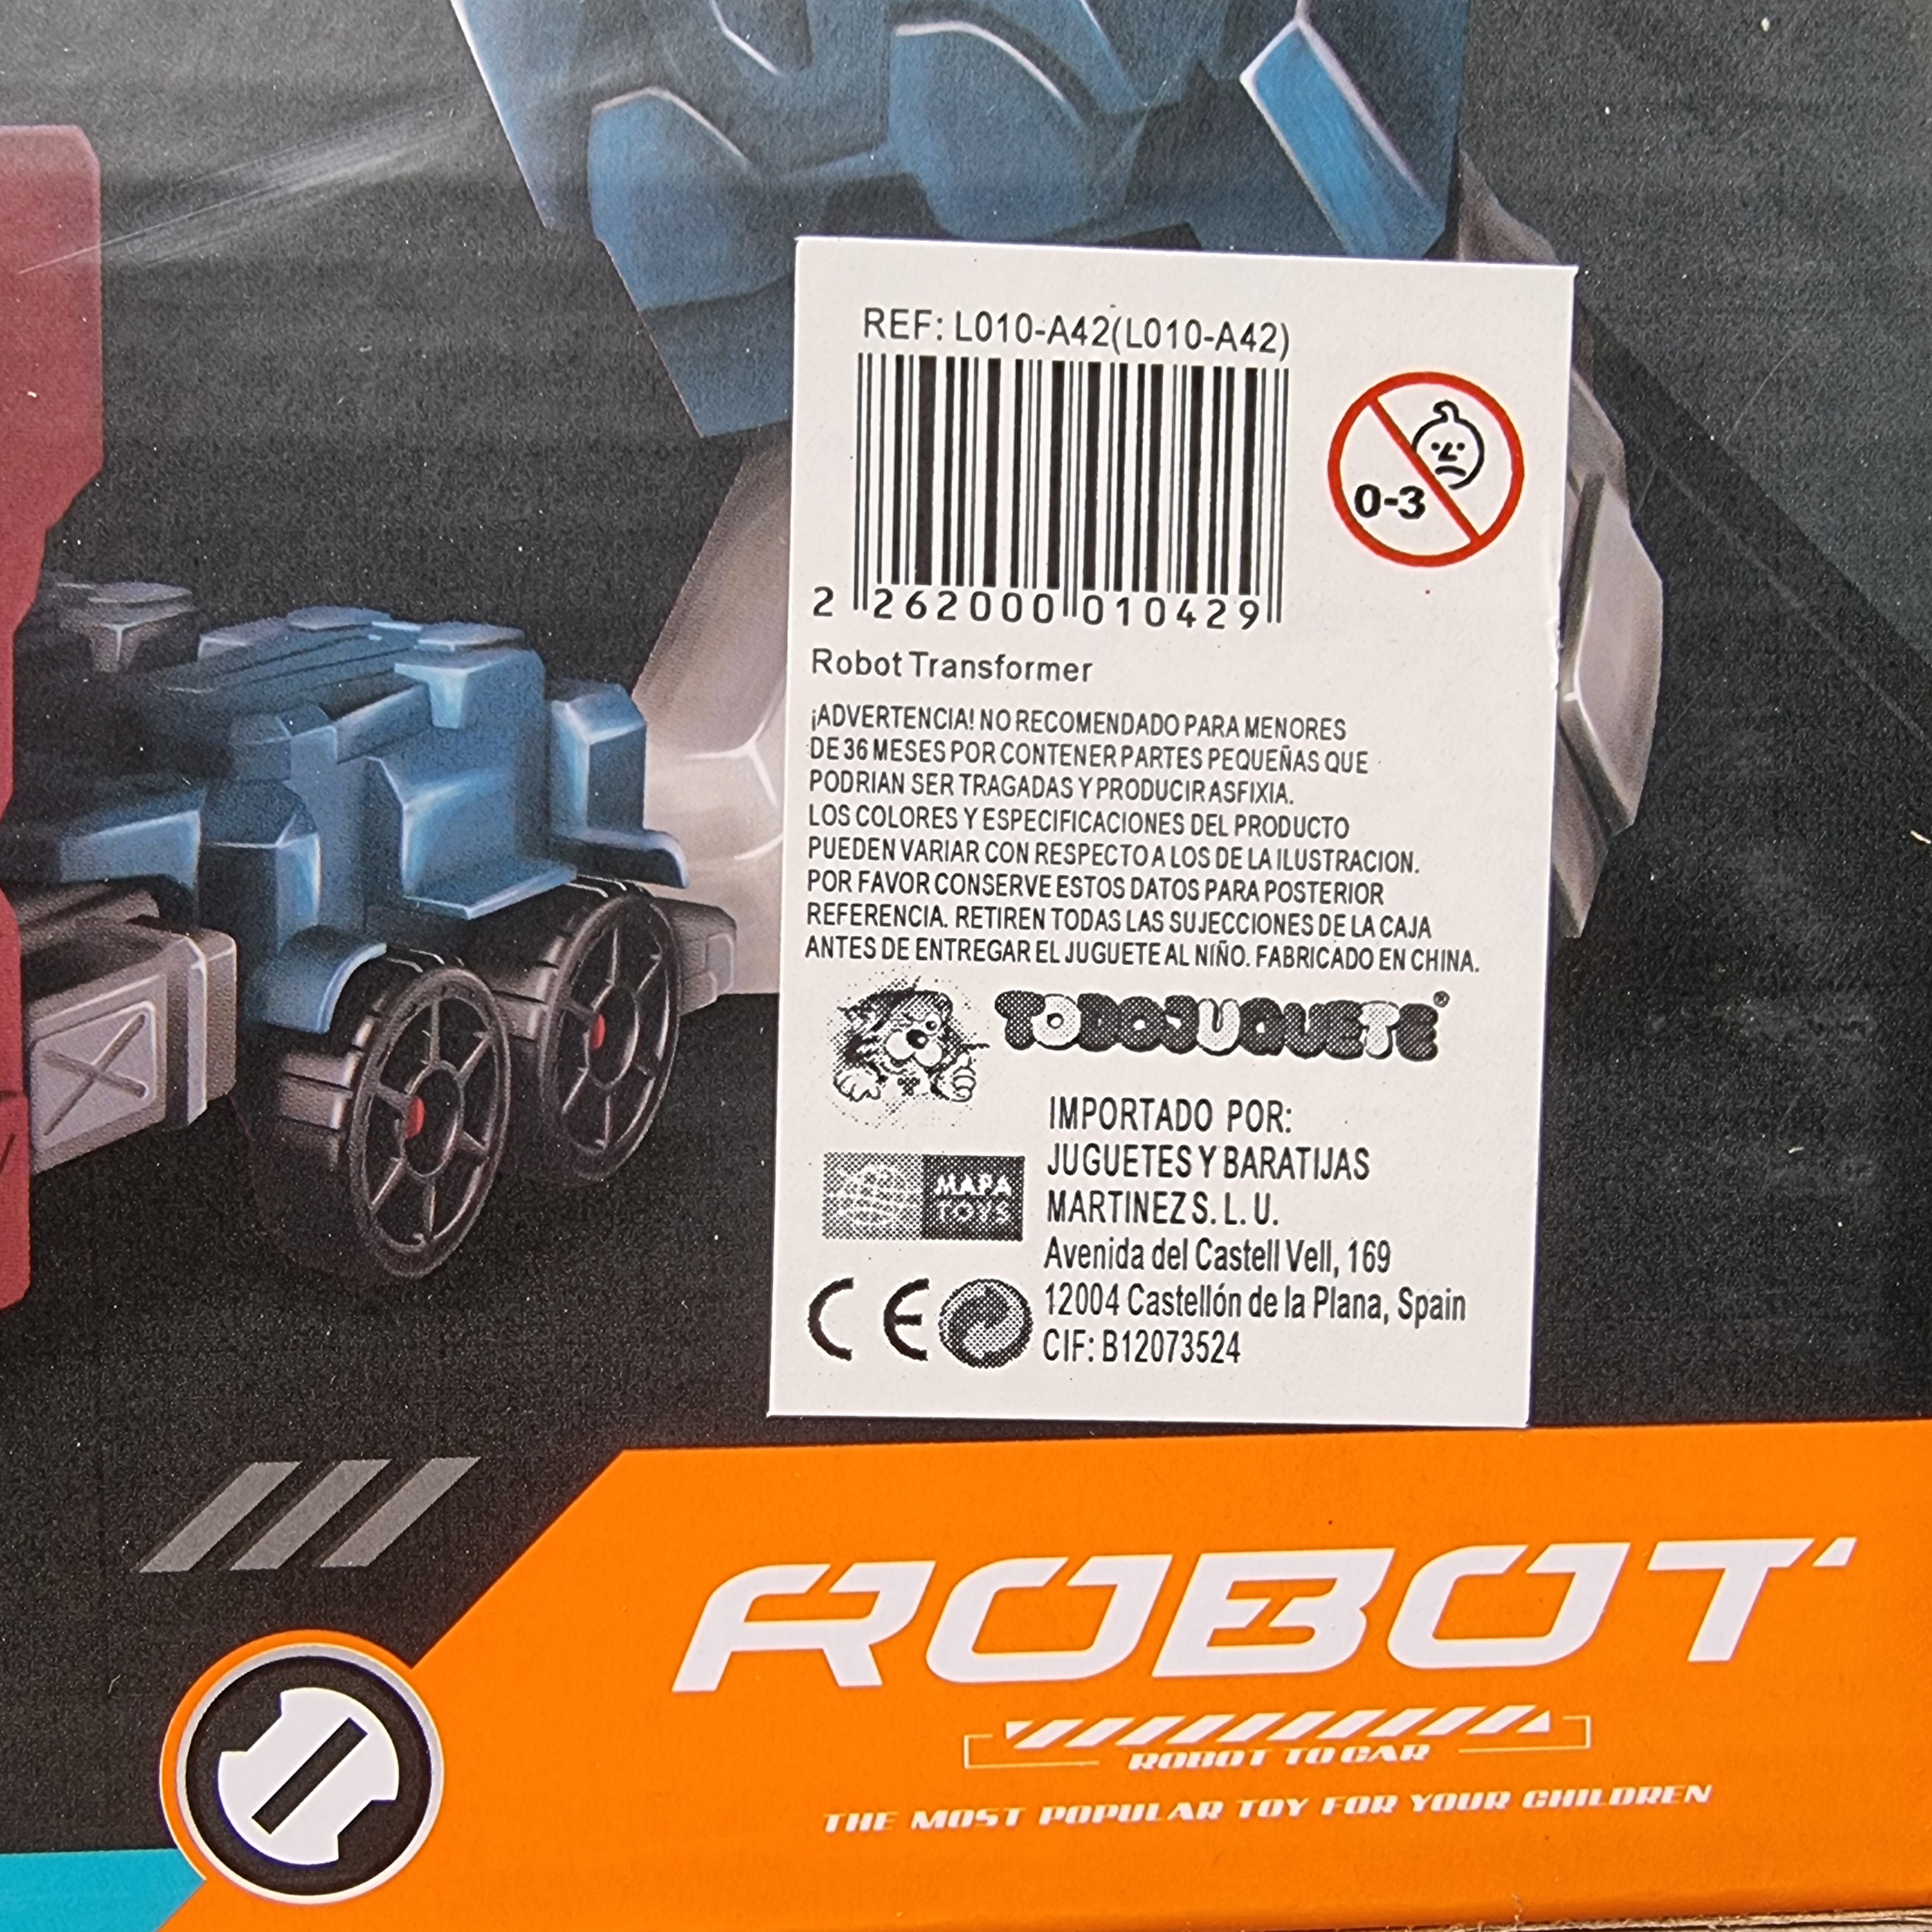 REF: L010-A42(L010-A42)
0-3
2 262000 010429
Robot Transformer
¡ADVERTENCIA! NO RECOMENDADO PARA MENORES
DE 36 MESES POR CONTENER PARTES PEQUEÑAS QUE
PODRIAN SER TRAGADAS Y PRODUCIR ASFIXIA.
LOS COLORES Y ESPECIFICACIONES DEL PRODUCTO
PUEDEN VARIAR CON RESPECTO A LOS DE LA ILUSTRACION.
POR FAVOR CONSERVE ESTOS DATOS PARA POSTERIOR
REFERENCIA. RETIREN TODAS LAS SUJECCIONES DE LA CAJA
ANTES DE ENTREGAR EL JUGUETE AL NIÑO. FABRICADO EN CHINA.
TODOJUGUETE®
IMPORTADO POR:
JUGUETES Y BARATIJAS
MARTINEZ S. L. U.
MAPA
TOYS
Avenida del Castell Vell, 169
12004 Castellón de la Plana, Spain
CIF: B12073524
CE
ROBOT
ROBOT TO CAR
THE MOST POPULAR TOY FOR YOUR CHILDREN